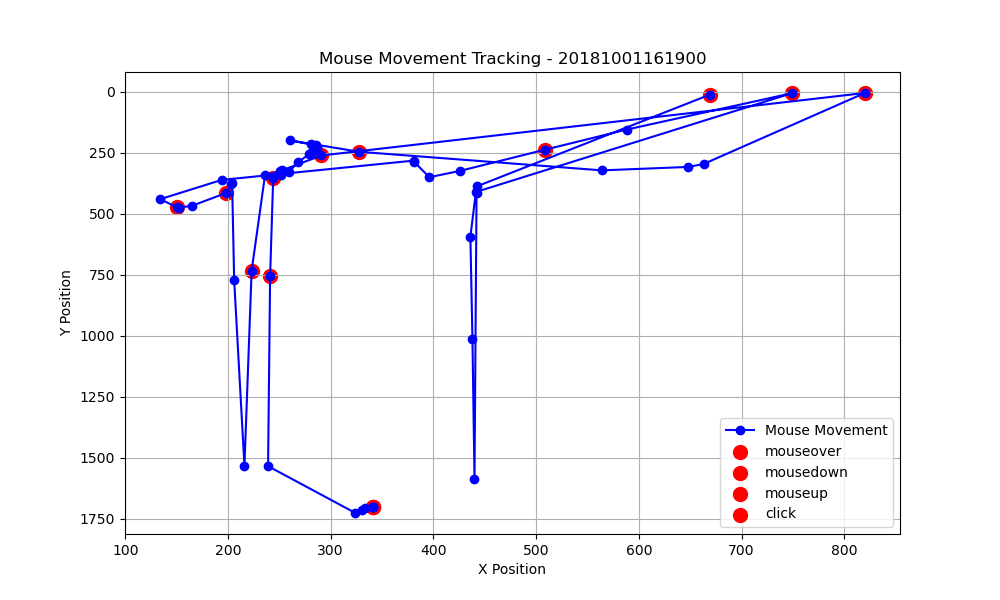 Mouse Movement Tracking - 20181001161900
0
250
500
750
1000
1250
1500
1750
Y Position
Mouse Movement
mouseover
mousedown
mouseup
click
100 200 300 400 500 600 700 800
X Position